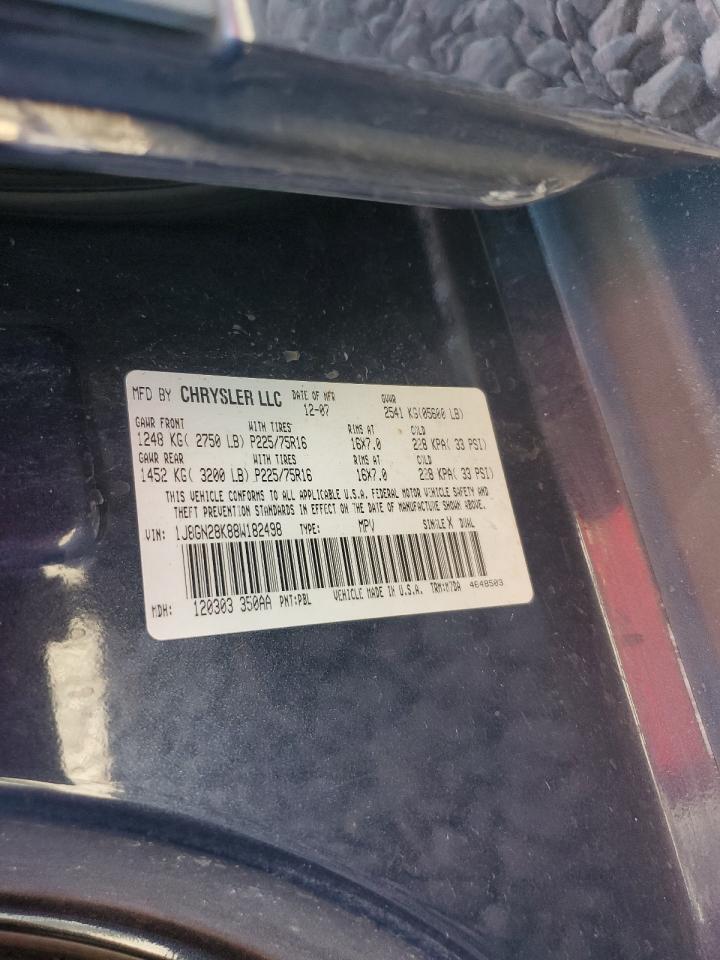 MFD BY CHRYSLER LLC DATE OF MFR GVWR
12-07 2541 KG(05600 LB)
GAWR FRONT WITH TIRES RIMS AT COLD
1248 KG( 2750 LB) P225/75R16 16X7.0 228 KPA( 33 PSI)
GAWR REAR WITH TIRES RIMS AT COLD
1452 KG( 3200 LB) P225/75R16 16X7.0 228 KPA( 33 PSI)
THIS VEHICLE CONFORMS TO ALL APPLICABLE U.S.A. FEDERAL MOTOR VEHICLE SAFETY AND
THEFT PREVENTION STANDARDS IN EFFECT ON THE DATE OF MANUFACTURE SHOWN ABOVE.
VIN: 1J8GN28K88W182498 TYPE: MPV SINGLE X DUAL
MDH: 120303 350AA PNT:PBL VEHICLE MADE IN U.S.A. TRM:M7DA 4648503